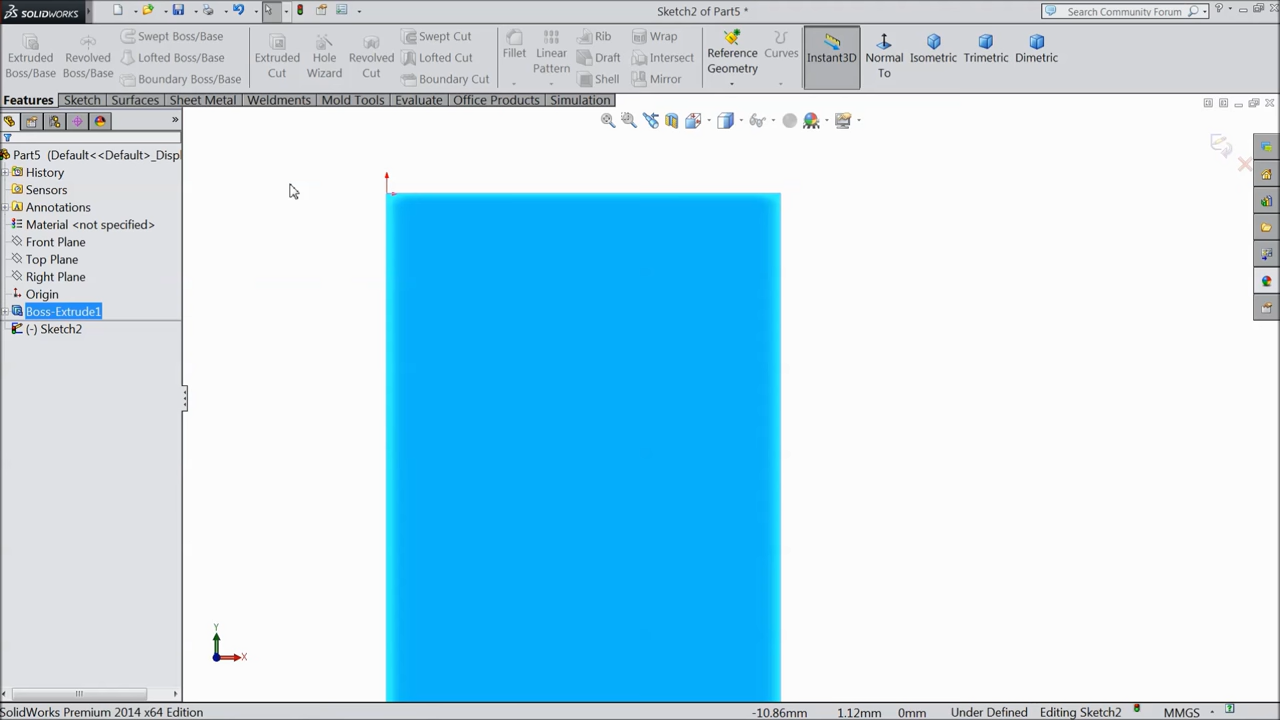 SOLIDWORKS
Sketch2 of Part5 *
Search Community Forum
Extruded Boss/Base
Revolved Boss/Base
Swept Boss/Base
Lofted Boss/Base
Boundary Boss/Base
Extruded Cut
Hole Wizard
Revolved Cut
Swept Cut
Lofted Cut
Boundary Cut
Fillet
Linear Pattern
Rib
Draft
Shell
Wrap
Intersect
Mirror
Reference Geometry
Curves
Instant3D
Normal To
Isometric
Trimetric
Dimetric
Features
Sketch
Surfaces
Sheet Metal
Weldments
Mold Tools
Evaluate
Office Products
Simulation
Part5 (Default<<Default>_Displ
History
Sensors
Annotations
Material <not specified>
Front Plane
Top Plane
Right Plane
Origin
Boss-Extrude1
(-) Sketch2
Y
X
SolidWorks Premium 2014 x64 Edition
-10.86mm
1.12mm
0mm
Under Defined
Editing Sketch2
MMGS